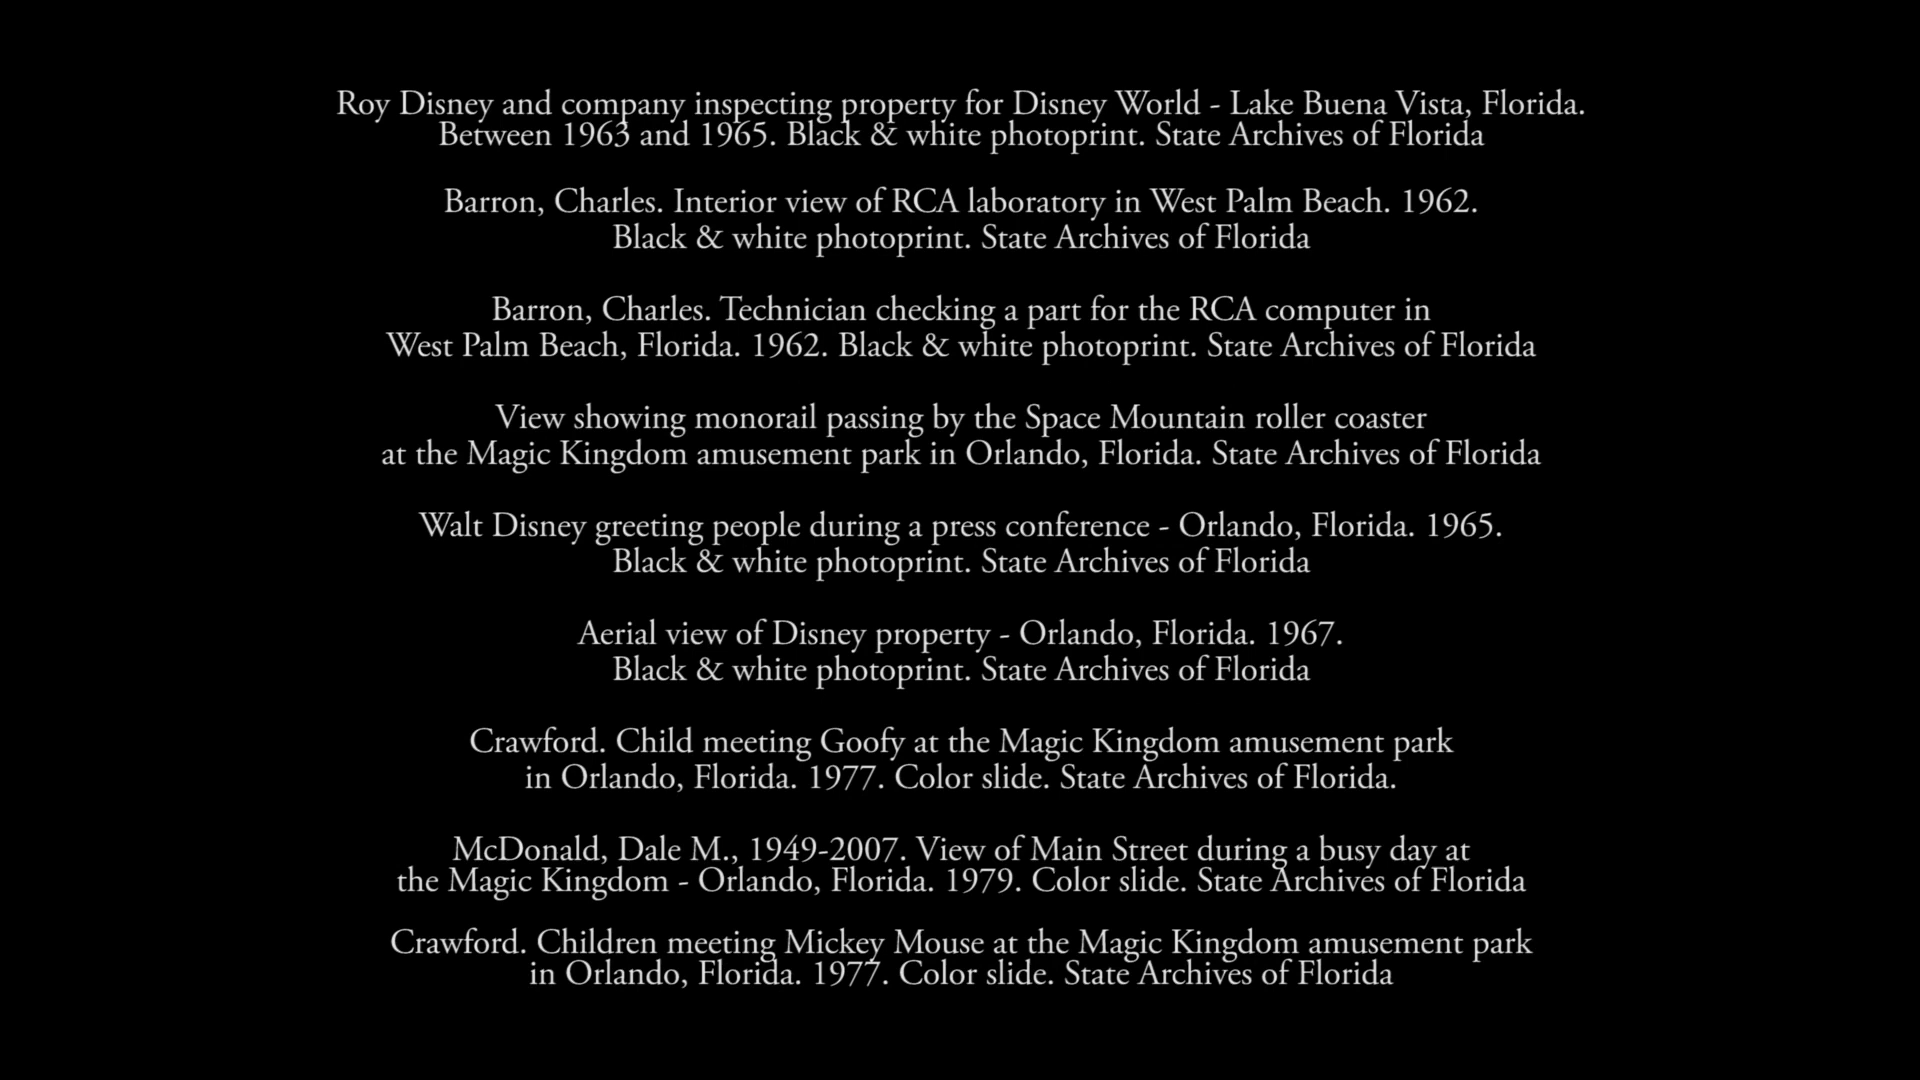 Roy Disney and company inspecting property for Disney World - Lake Buena Vista, Florida.
Between 1963 and 1965. Black & white photoprint. State Archives of Florida
Barron, Charles. Interior view of RCA laboratory in West Palm Beach. 1962.
Black & white photoprint. State Archives of Florida
Barron, Charles. Technician checking a part for the RCA computer in
West Palm Beach, Florida. 1962. Black & white photoprint. State Archives of Florida
View showing monorail passing by the Space Mountain roller coaster
at the Magic Kingdom amusement park in Orlando, Florida. State Archives of Florida
Walt Disney greeting people during a press conference - Orlando, Florida. 1965.
Black & white photoprint. State Archives of Florida
Aerial view of Disney property - Orlando, Florida. 1967.
Black & white photoprint. State Archives of Florida
Crawford. Child meeting Goofy at the Magic Kingdom amusement park
in Orlando, Florida. 1977. Color slide. State Archives of Florida.
McDonald, Dale M., 1949-2007. View of Main Street during a busy day at
the Magic Kingdom - Orlando, Florida. 1979. Color slide. State Archives of Florida
Crawford. Children meeting Mickey Mouse at the Magic Kingdom amusement park
in Orlando, Florida. 1977. Color slide. State Archives of Florida